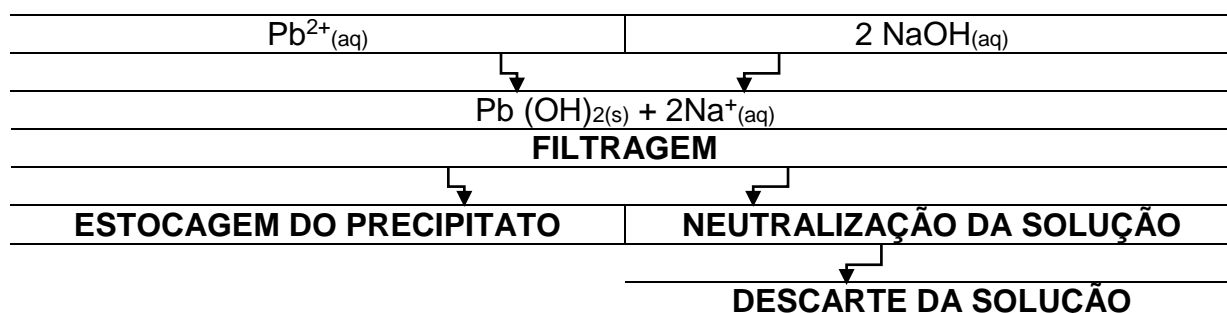 Pb²⁺(aq) 2 NaOH(aq)
Pb (OH)₂(s) + 2Na⁺(aq)
FILTRAGEM
ESTOCAGEM DO PRECIPITATO NEUTRALIZAÇÃO DA SOLUÇÃO
DESCARTE DA SOLUÇÃO